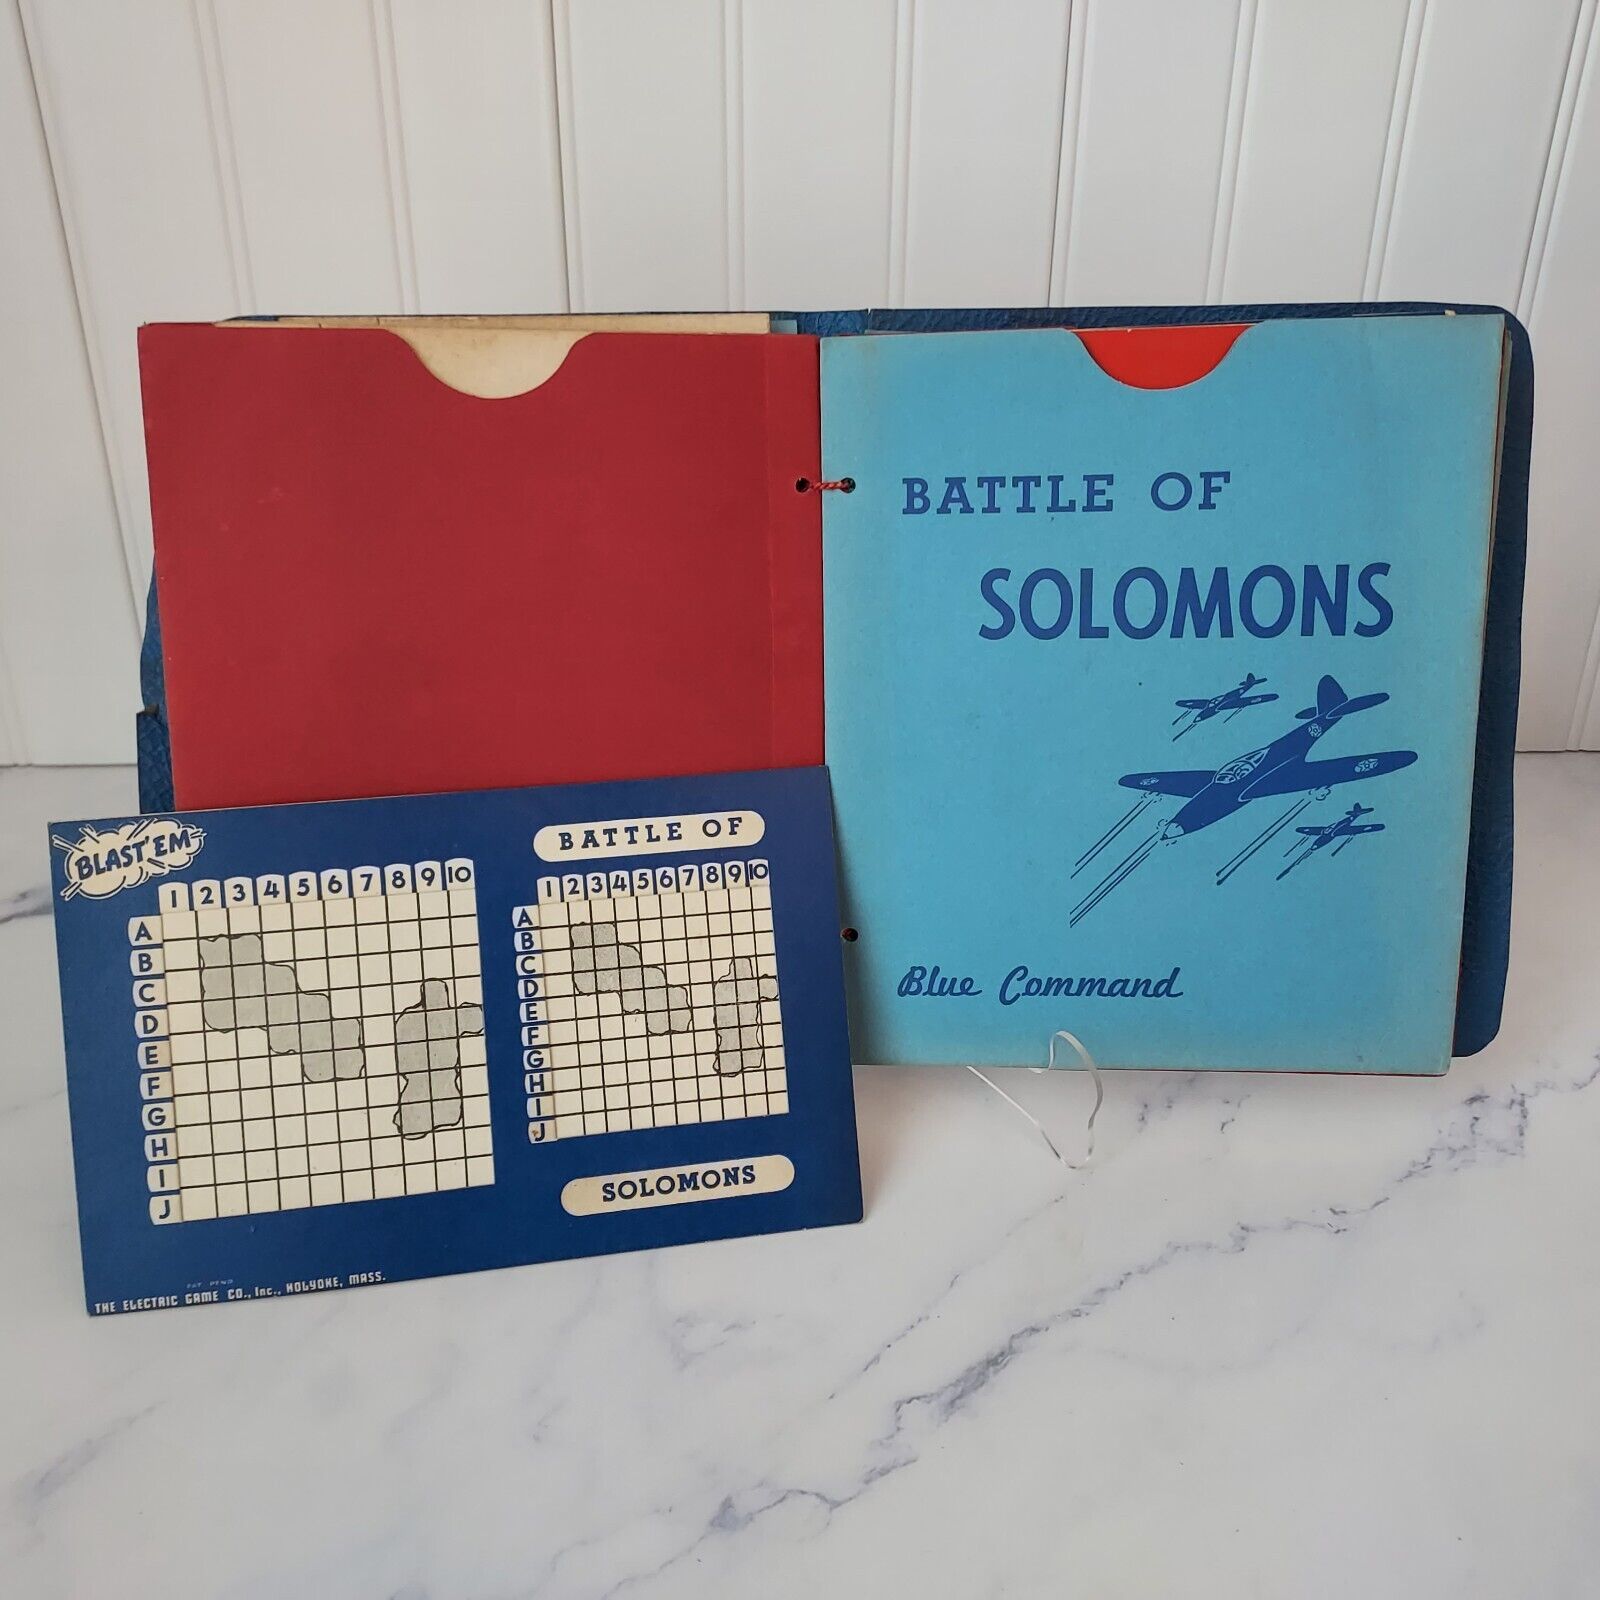 BATTLE OF
SOLOMONS
Blue Command
BLAST'EM
1 2 3 4 5 6 7 8 9 10
A
B
C
D
E
F
G
H
I
J
BATTLE OF
1 2 3 4 5 6 7 8 9 10
A
B
C
D
E
F
G
H
I
J
SOLOMONS
PAT. PEND
THE ELECTRIC GAME CO., Inc., HOLYOKE, MASS.